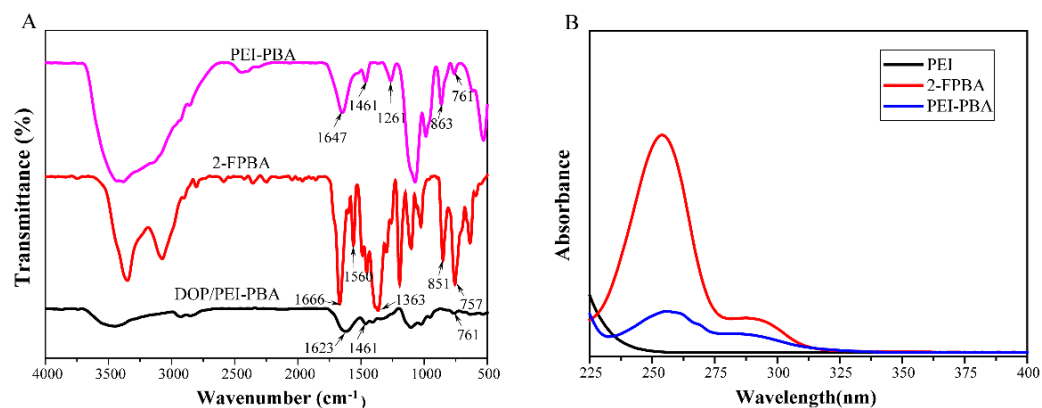 A
PEI-PBA
1461
761
1647
1261
863
Transmittance (%)
2-FPBA
1560
851
DOP/PEI-PBA
1666
1363
757
761
1623
1461
4000 3500 3000 2500 2000 1500 1000 500
Wavenumber (cm⁻¹)
B
PEI
2-FPBA
PEI-PBA
Absorbance
225 250 275 300 325 350 375 400
Wavelength(nm)